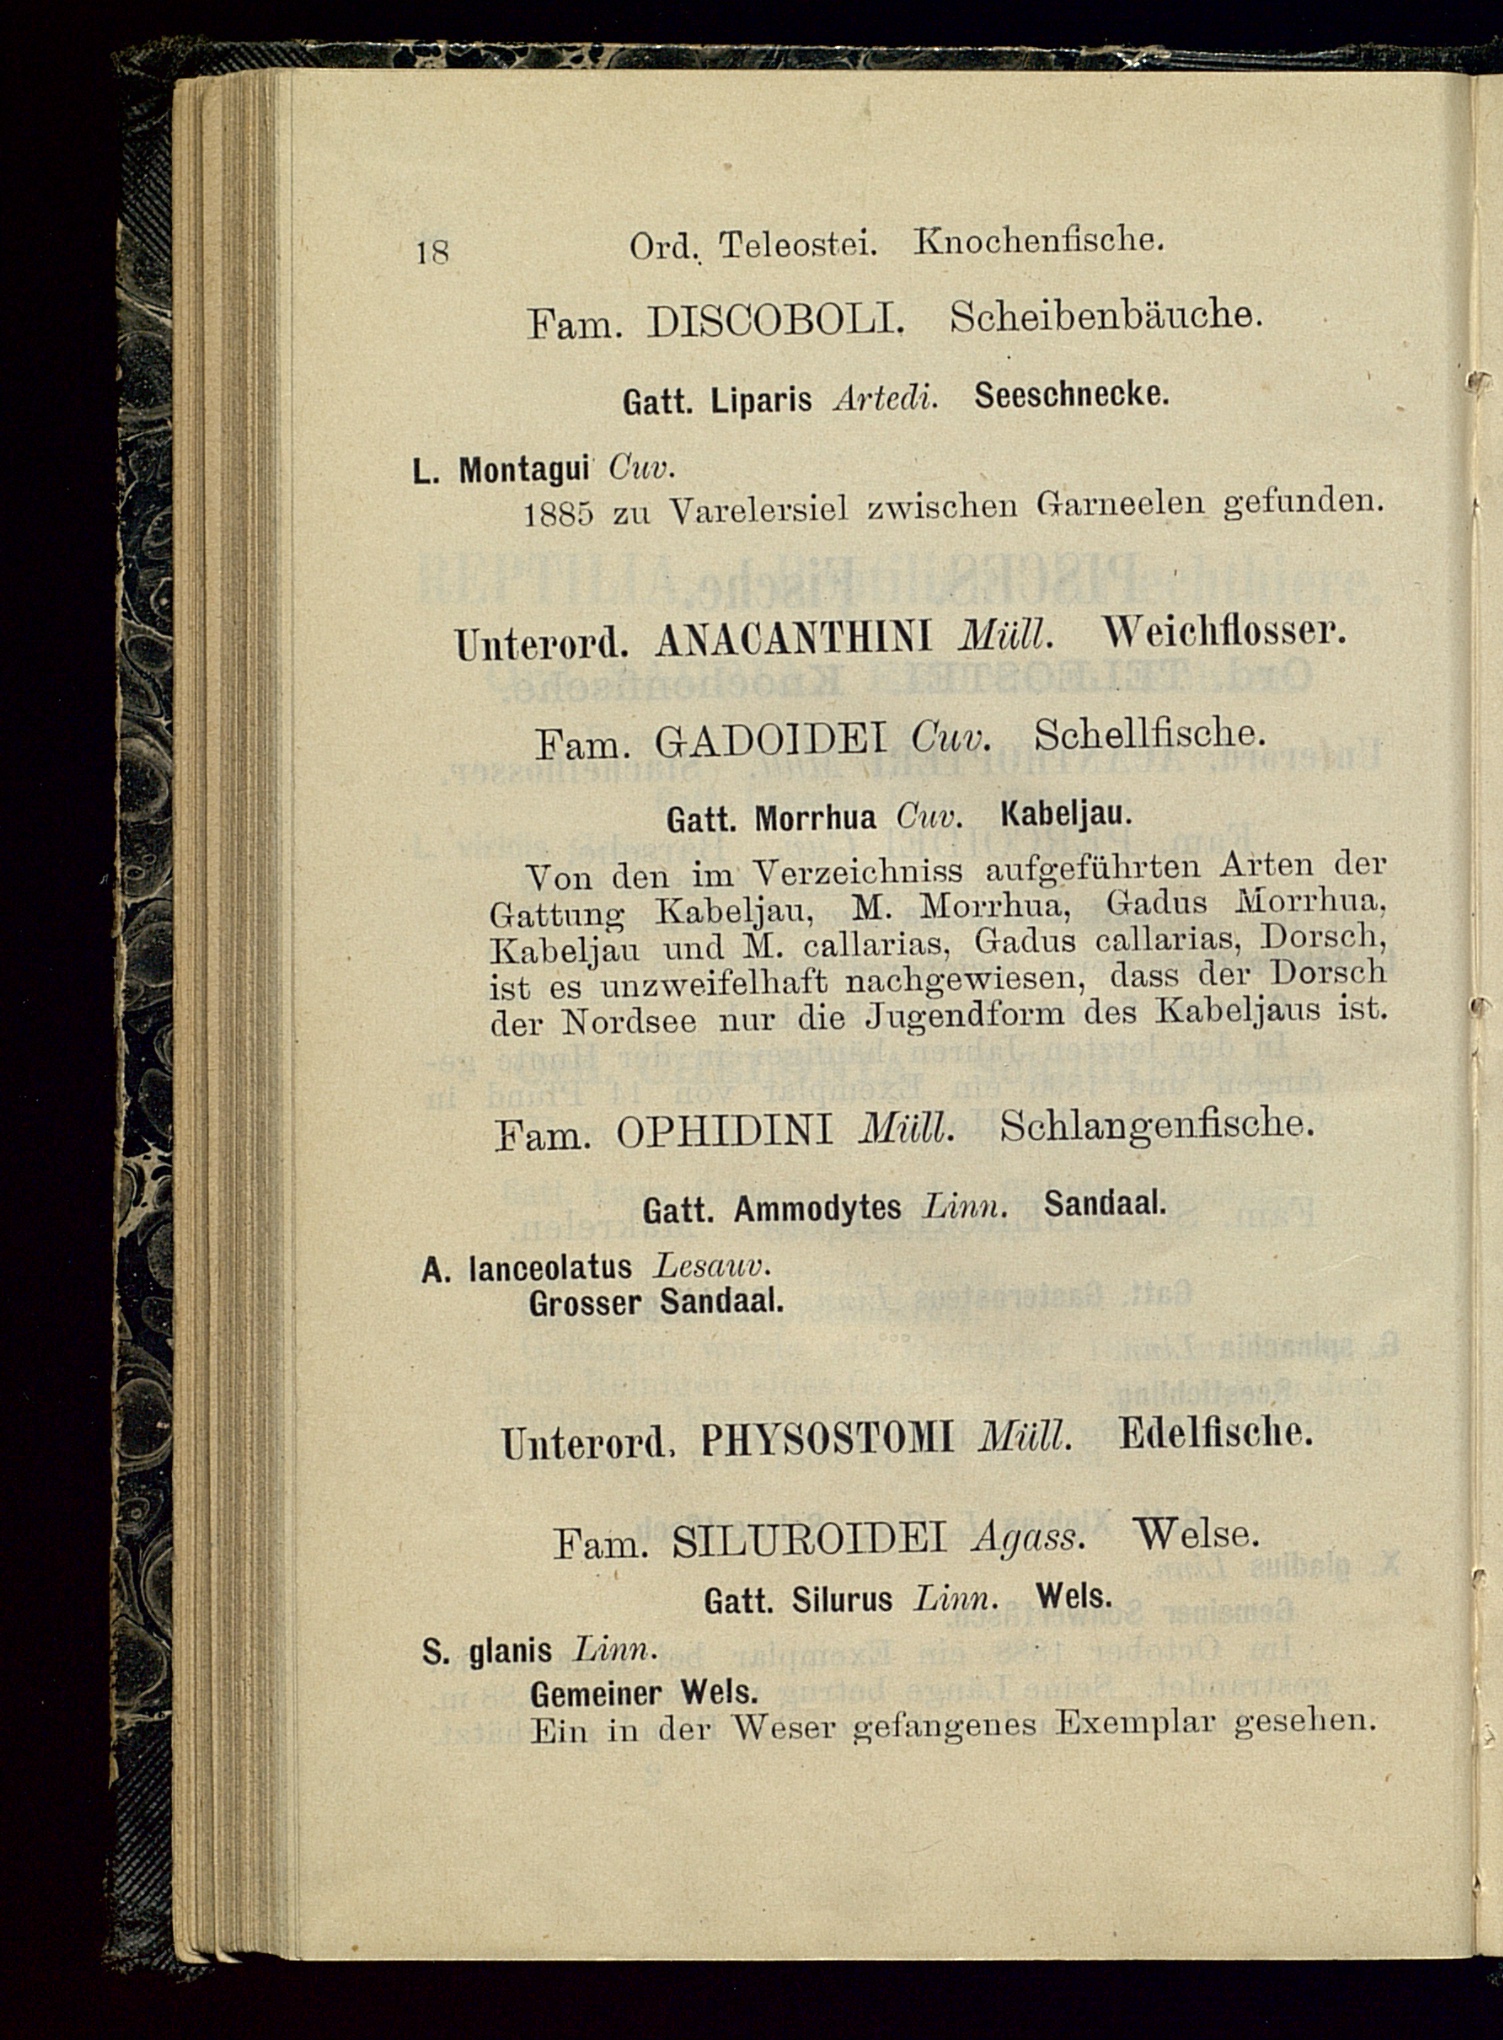 18 Ord. Teleostei. Knochenfische.
Fam. DISCOBOLI. Scheibenbäuche.
Gatt. Liparis Artedi. Seeschnecke.
L. Montagui Cuv.
1885 zu Varelersiel zwischen Garneelen gefunden.
Unterord. ANACANTHINI Müll. Weichflosser.
Fam. GADOIDEI Cuv. Schellfische.
Gatt. Morrhua Cuv. Kabeljau.
Von den im Verzeichniss aufgeführten Arten der
Gattung Kabeljau, M. Morrhua, Gadus Morrhua,
Kabeljau und M. callarias, Gadus callarias, Dorsch,
ist es unzweifelhaft nachgewiesen, dass der Dorsch
der Nordsee nur die Jugendform des Kabeljaus ist.
Fam. OPHIDINI Müll. Schlangenfische.
Gatt. Ammodytes Linn. Sandaal.
A. lanceolatus Lesauv.
Grosser Sandaal.
Unterord. PHYSOSTOMI Müll. Edelfische.
Fam. SILUROIDEI Agass. Welse.
Gatt. Silurus Linn. Wels.
S. glanis Linn.
Gemeiner Wels.
Ein in der Weser gefangenes Exemplar gesehen.